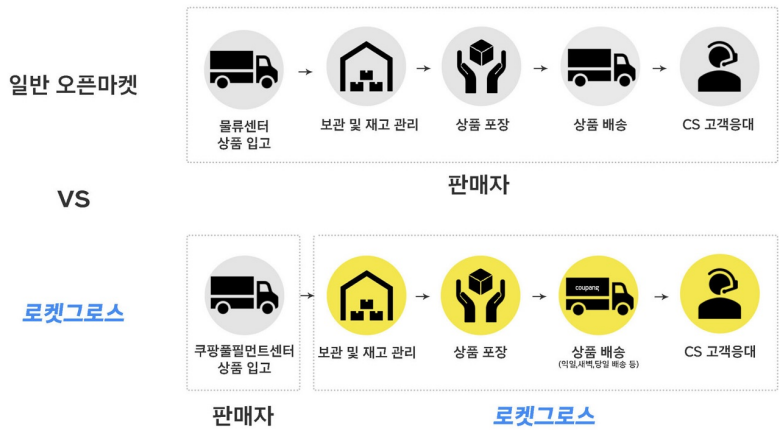 일반 오픈마켓
물류센터
상품 입고
보관 및 재고 관리
상품 포장
상품 배송
CS 고객응대
판매자
VS
로켓그로스
쿠팡풀필먼트센터
상품 입고
보관 및 재고 관리
상품 포장
coupang
상품 배송
(익일,새벽,당일 배송 등)
CS 고객응대
판매자
로켓그로스